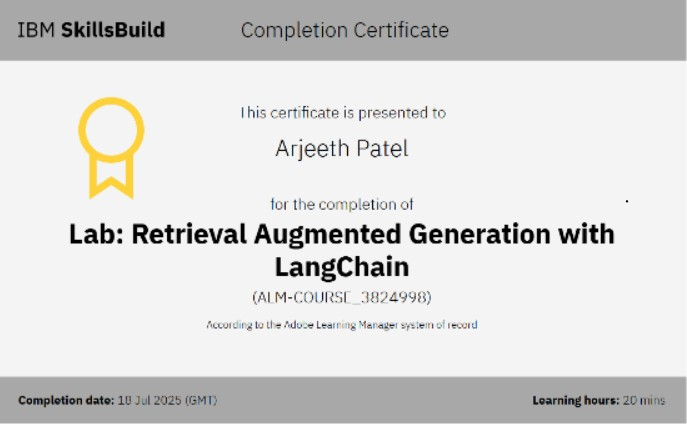 IBM SkillsBuild
Completion Certificate
This certificate is presented to
Arjeeth Patel
for the completion of
Lab: Retrieval Augmented Generation with
LangChain
(ALM-COURSE_3824998)
According to the Adobe Learning Manager system of record
Completion date: 18 Jul 2025 (GMT)
Learning hours: 20 mins